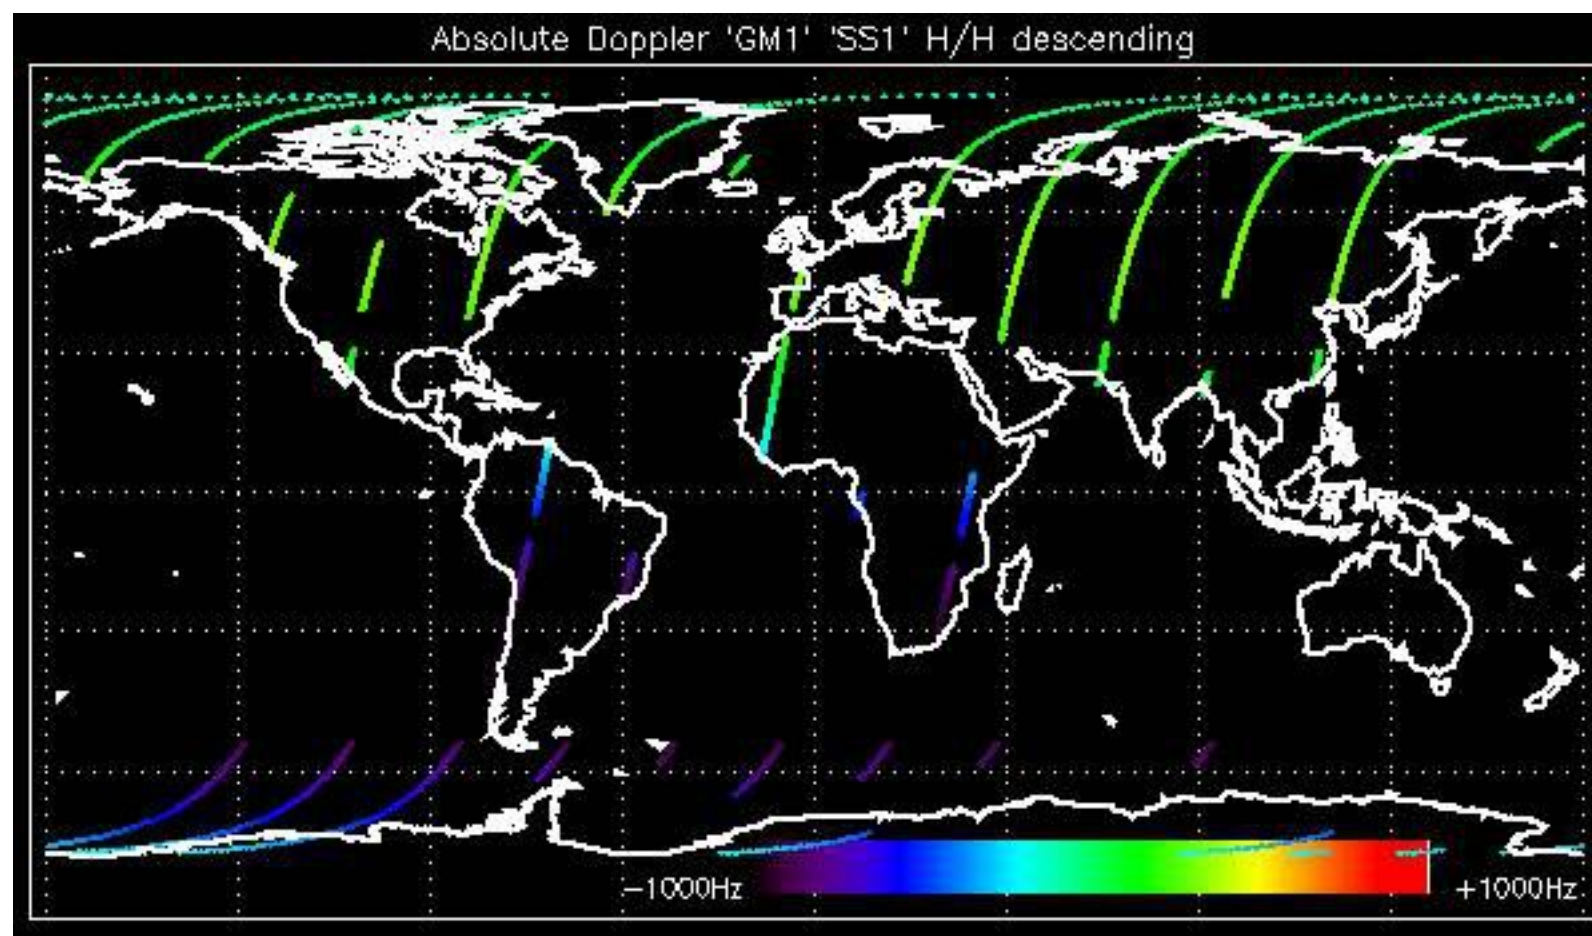 Absolute Doppler 'GM1' 'SS1' H/H descending
−1000Hz
+1000Hz